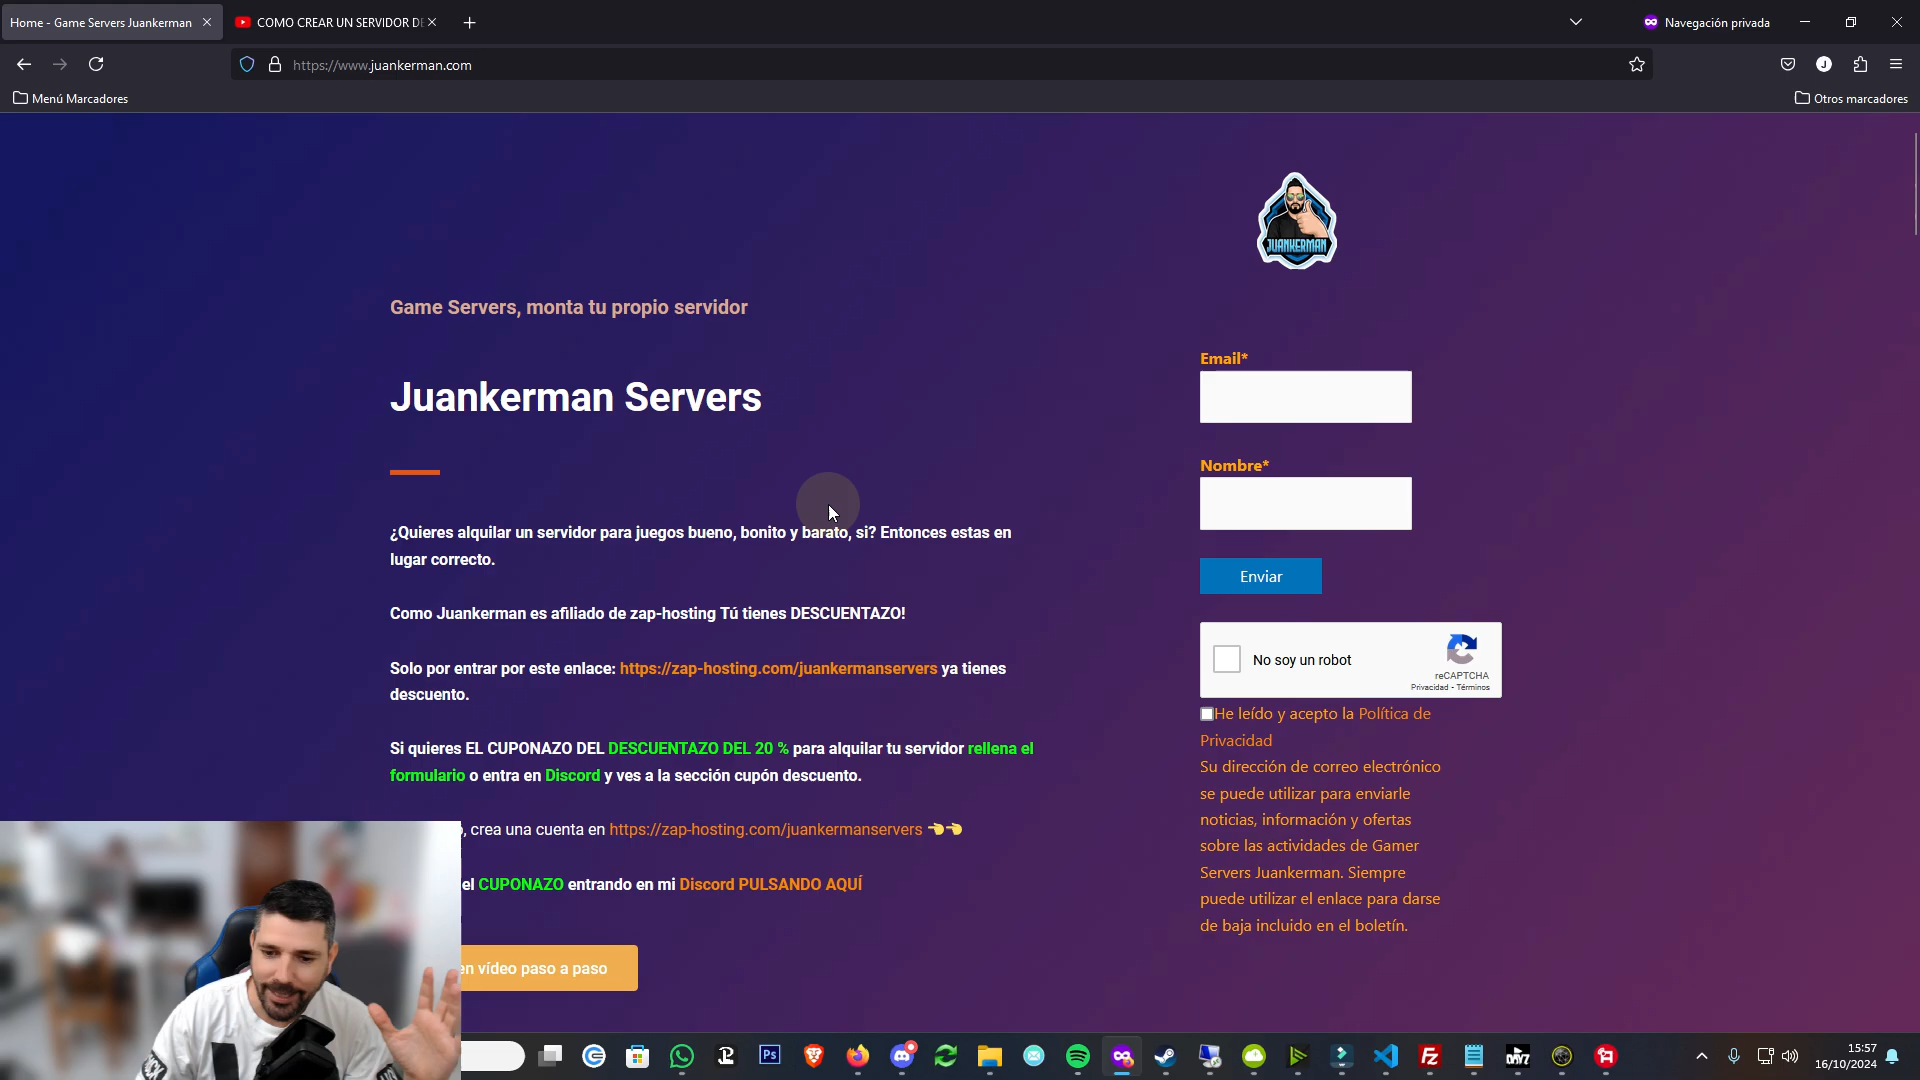 Home - Game Servers Juankerman
COMO CREAR UN SERVIDOR DE
Navegación privada
https://www.juankerman.com
Menú Marcadores
Otros marcadores
JUANKERMAN
Game Servers, monta tu propio servidor
Juankerman Servers
¿Quieres alquilar un servidor para juegos bueno, bonito y barato, si? Entonces estas en
lugar correcto.
Como Juankerman es afiliado de zap-hosting Tú tienes DESCUENTAZO!
Solo por entrar por este enlace: https://zap-hosting.com/juankermanservers ya tienes
descuento.
Si quieres EL CUPONAZO DEL DESCUENTAZO DEL 20 % para alquilar tu servidor rellena el
formulario o entra en Discord y ves a la sección cupón descuento.
, crea una cuenta en https://zap-hosting.com/juankermanservers 👈👈
el CUPONAZO entrando en mi Discord PULSANDO AQUÍ
en vídeo paso a paso
Email*
Nombre*
Enviar
No soy un robot
reCAPTCHA
Privacidad - Términos
He leído y acepto la Política de
Privacidad
Su dirección de correo electrónico
se puede utilizar para enviarle
noticias, información y ofertas
sobre las actividades de Gamer
Servers Juankerman. Siempre
puede utilizar el enlace para darse
de baja incluido en el boletín.
15:57
16/10/2024